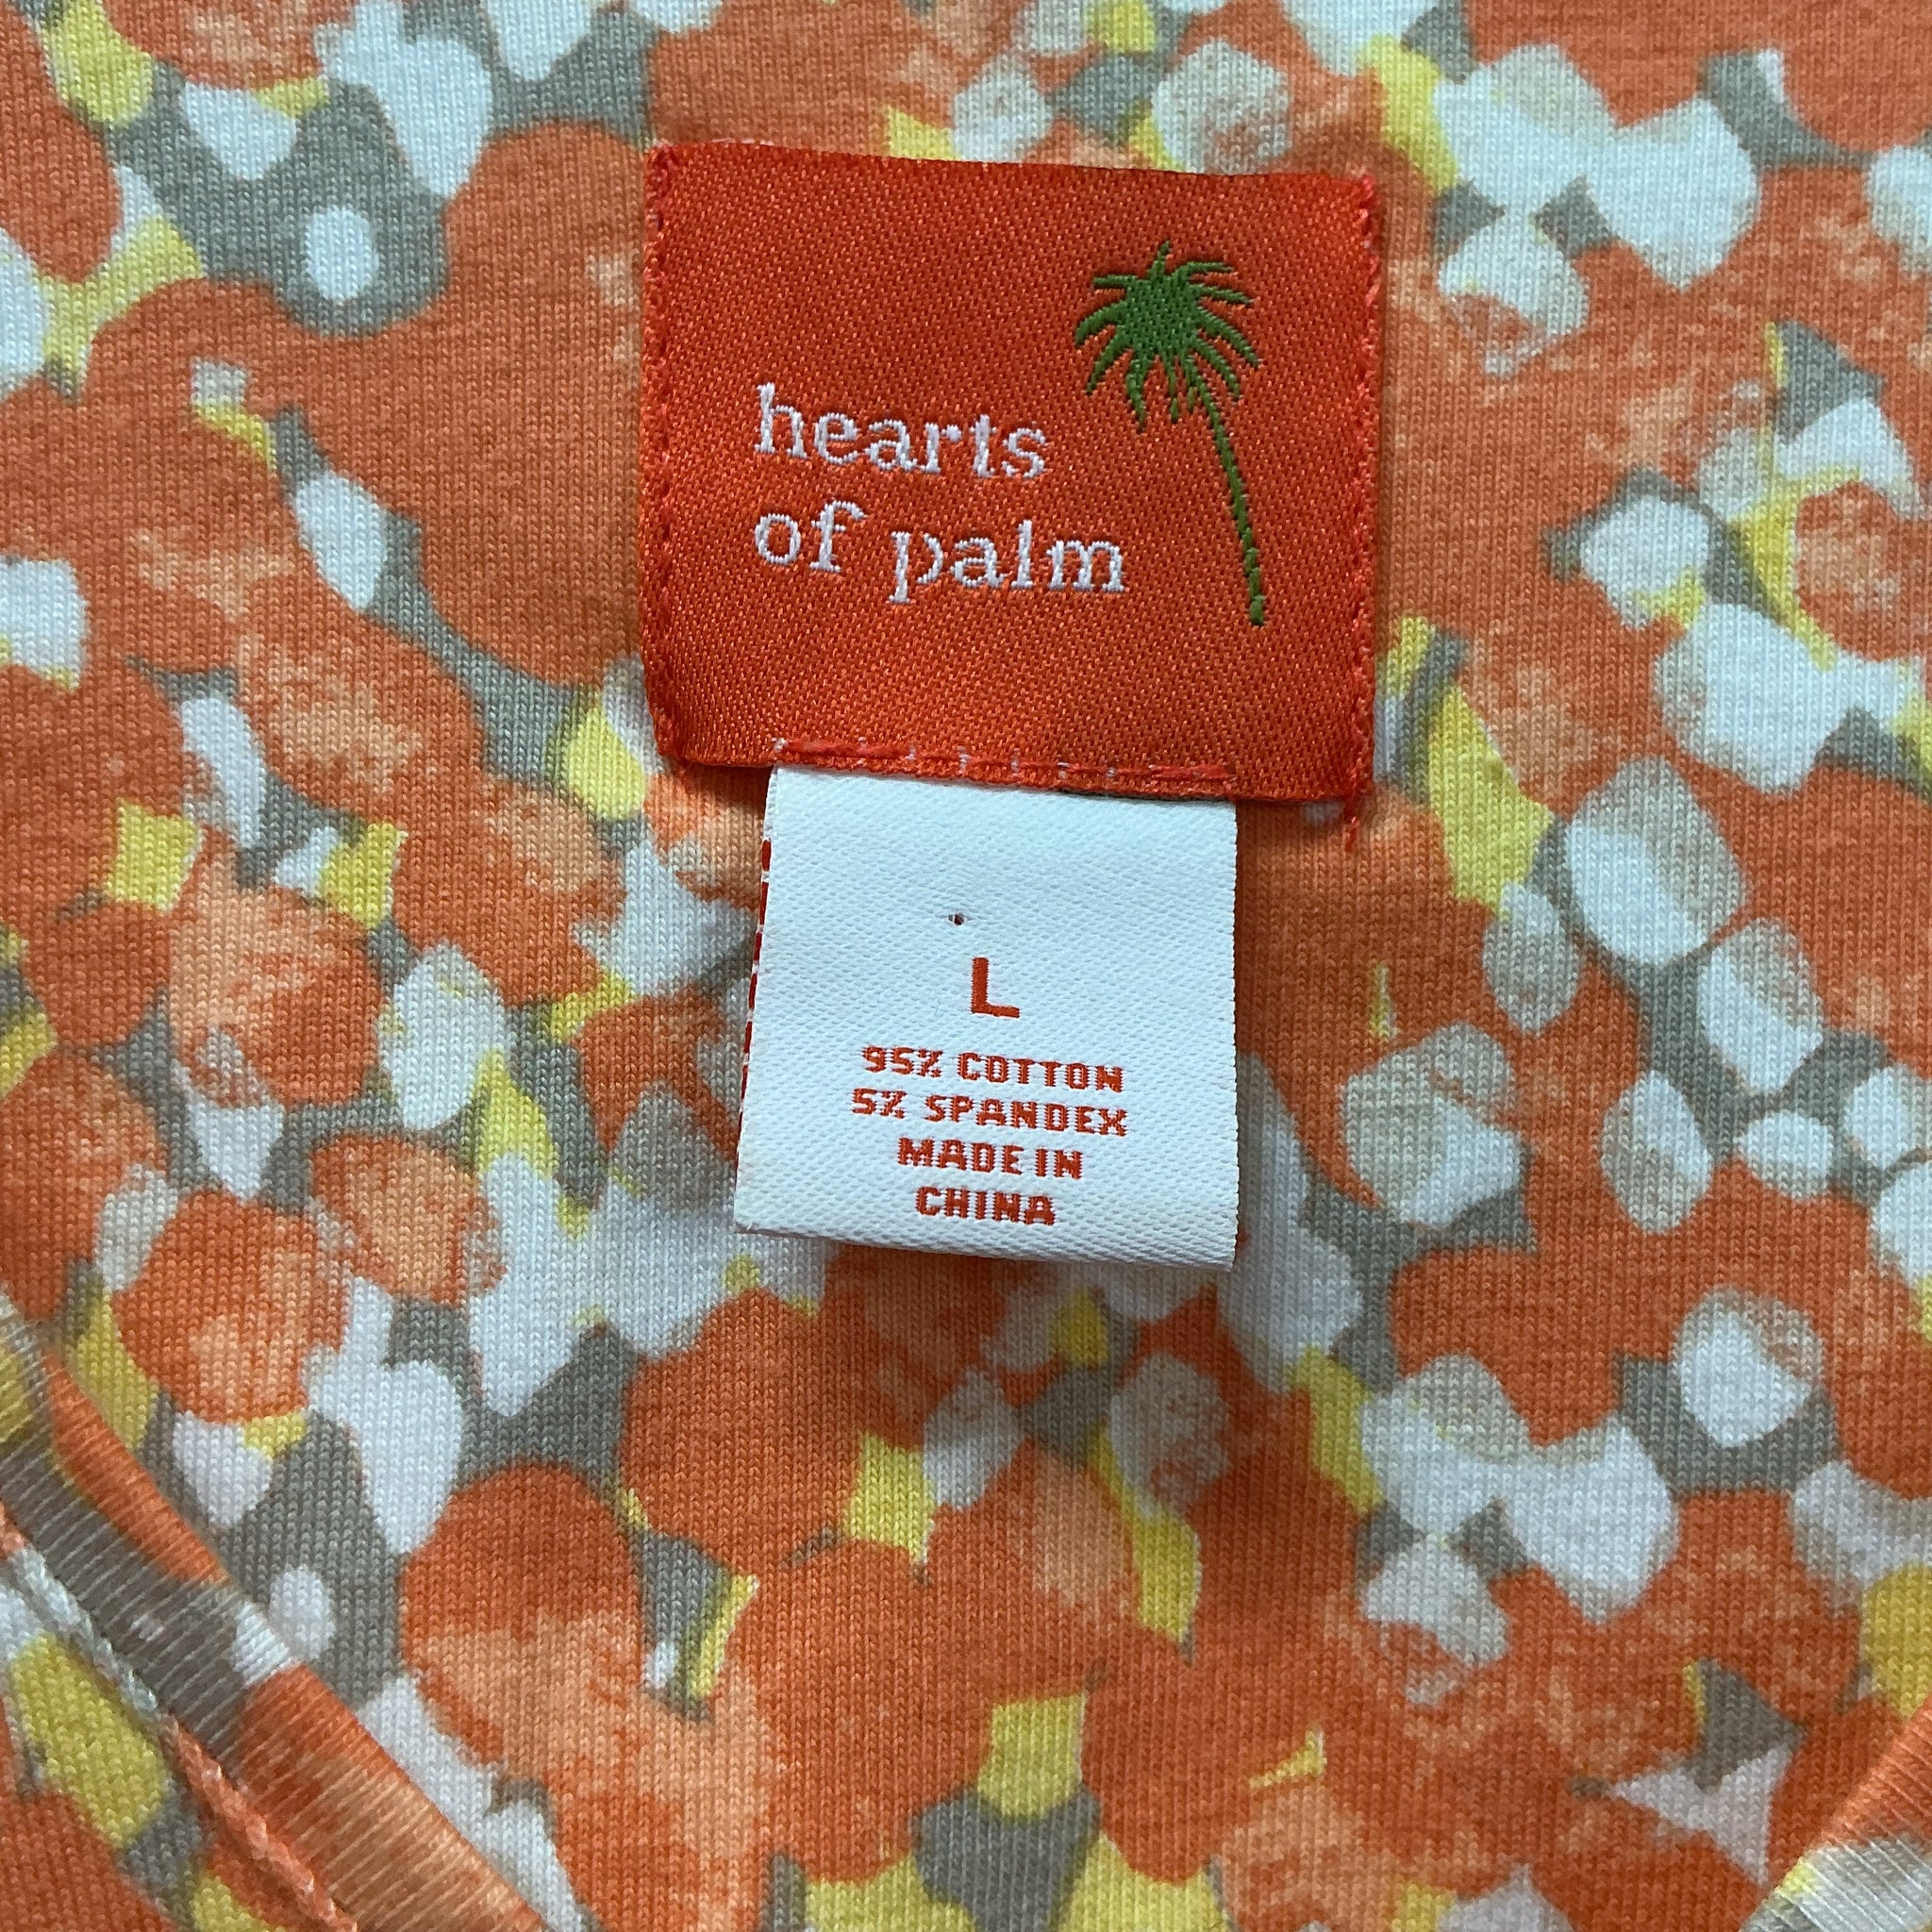 hearts
of palm
L
95% COTTON
5% SPANDEX
MADE IN
CHINA